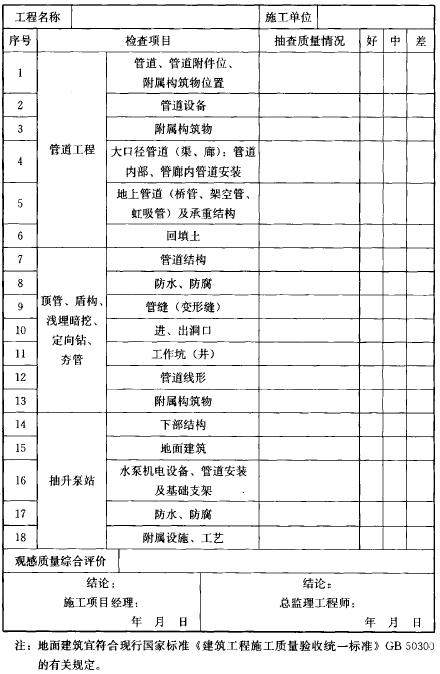 工程名称 施工单位
序号 检查项目 抽查质量情况 好 中 差
管道工程
1 管道、管道附件位、
附属构筑物位置
2 管道设备
3 附属构筑物
4 大口径管道（渠、廊）；管道
内部、管廊内管道安装
5 地上管道（桥管、架空管、
虹吸管）及承重结构
6 回填土
顶管、盾构、
浅埋暗挖、
定向钻、
夯管
7 管道结构
8 防水、防腐
9 管缝（变形缝）
10 进、出洞口
11 工作坑（井）
12 管道线形
13 附属构筑物
抽升泵站
14 下部结构
15 地面建筑
16 水泵机电设备、管道安装
及基础支架
17 防水、防腐
18 附属设施、工艺
观感质量综合评价
结论：
施工项目经理：
年 月 日
结论：
总监理工程师：
年 月 日
注：地面建筑宜符合现行国家标准《建筑工程施工质量验收统一标准》GB 50300
的有关规定。